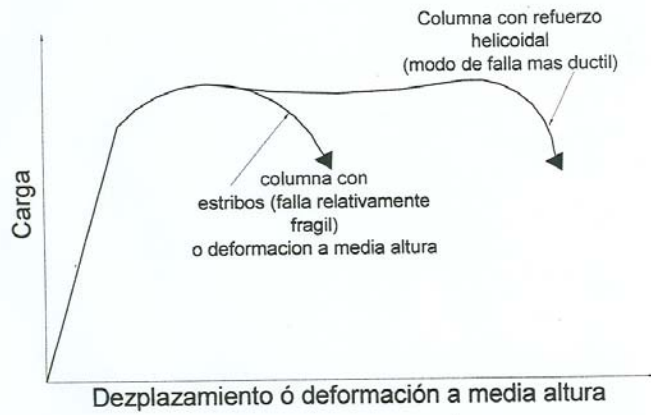 Columna con refuerzo
helicoidal
(modo de falla mas ductil)
columna con
estribos (falla relativamente
fragil)
o deformacion a media altura
Carga
Dezplazamiento ó deformación a media altura